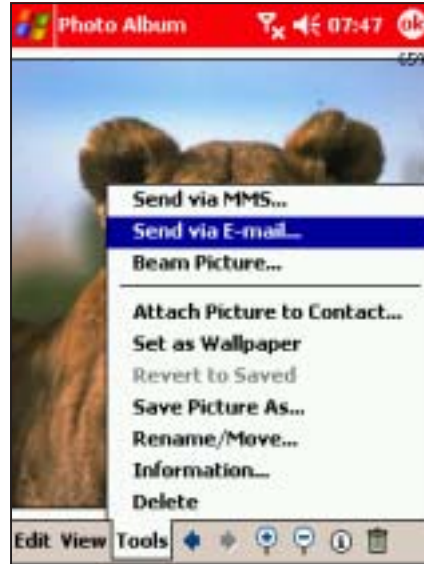 Photo Album 07:47 ok
65%
Send via MMS...
Send via E-mail...
Beam Picture...
Attach Picture to Contact...
Set as Wallpaper
Revert to Saved
Save Picture As...
Rename/Move...
Information...
Delete
Edit View Tools